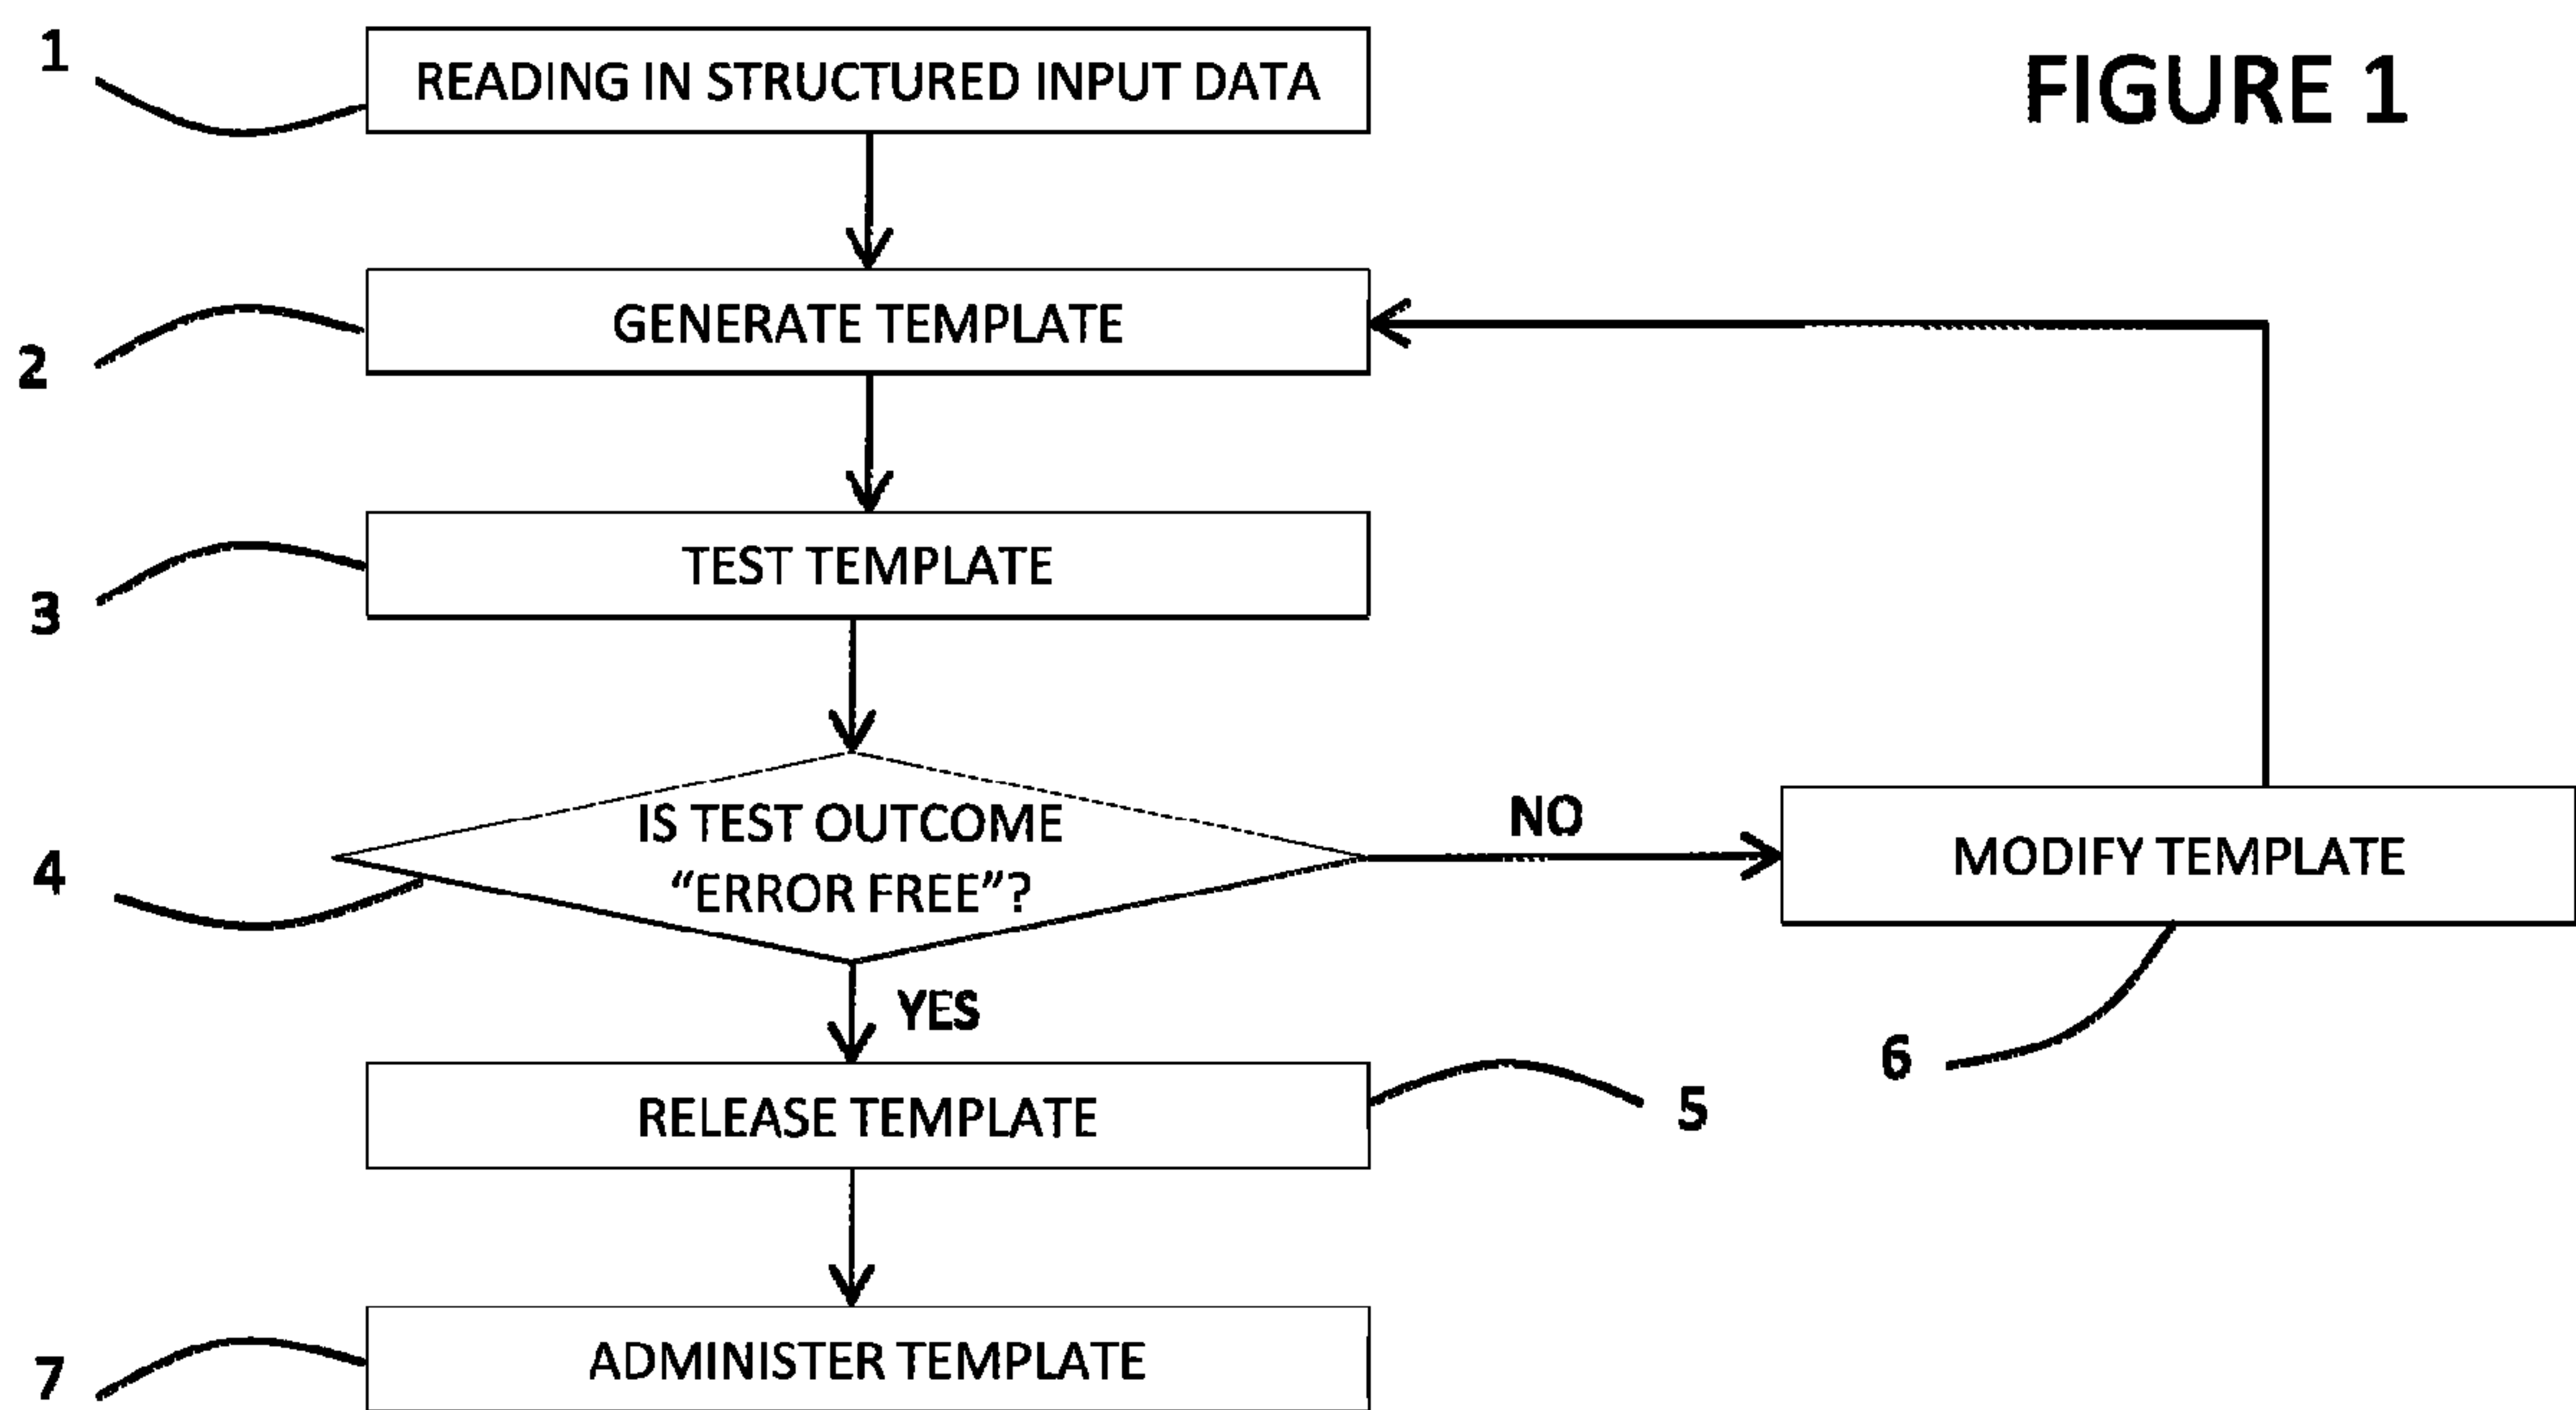 FIGURE 1
1
READING IN STRUCTURED INPUT DATA
2
GENERATE TEMPLATE
3
TEST TEMPLATE
4
IS TEST OUTCOME
“ERROR FREE”?
NO
MODIFY TEMPLATE
6
YES
RELEASE TEMPLATE
5
7
ADMINISTER TEMPLATE